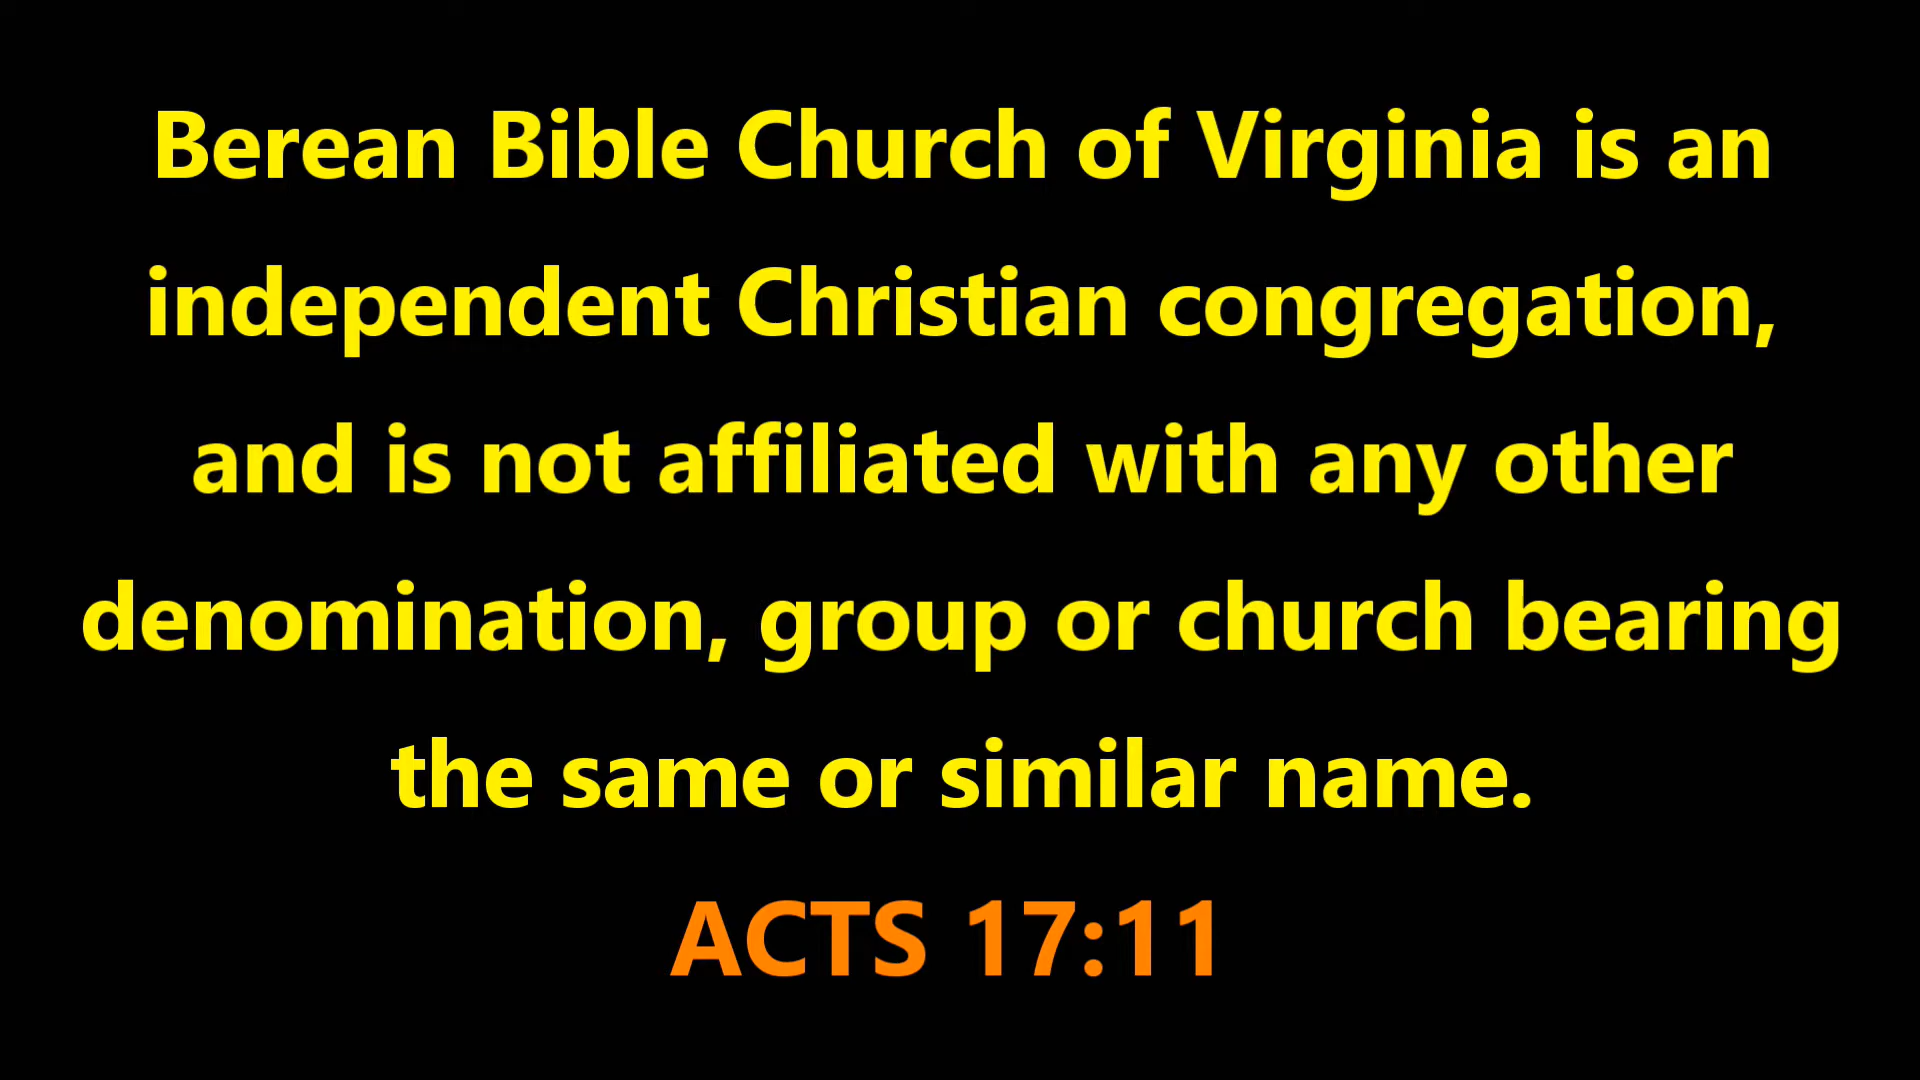 Berean Bible Church of Virginia is an
independent Christian congregation,
and is not affiliated with any other
denomination, group or church bearing
the same or similar name.
ACTS 17:11